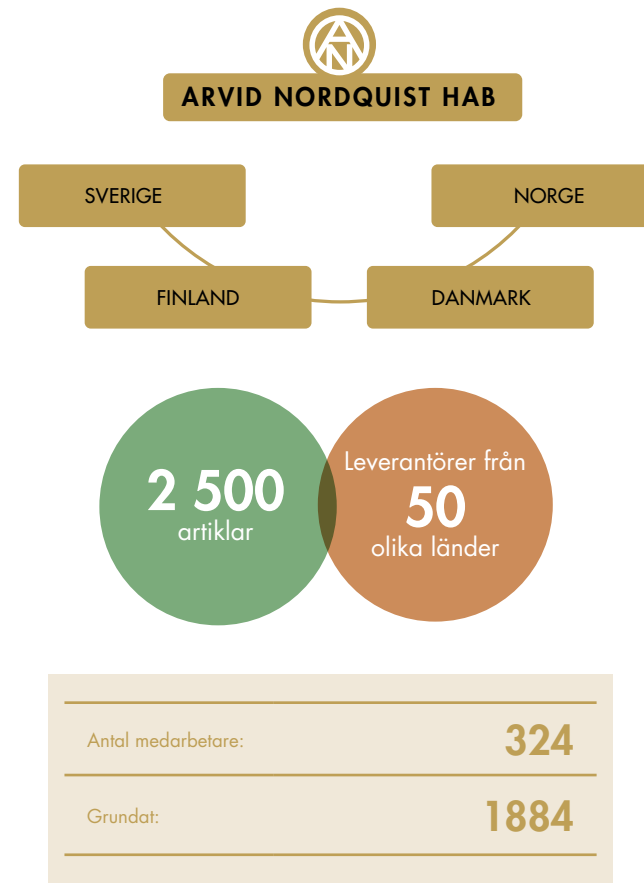 AN
ARVID NORDQUIST HAB
SVERIGE
NORGE
FINLAND
DANMARK
2 500
artiklar
Leverantörer från
50
olika länder
Antal medarbetare: 324
Grundat: 1884